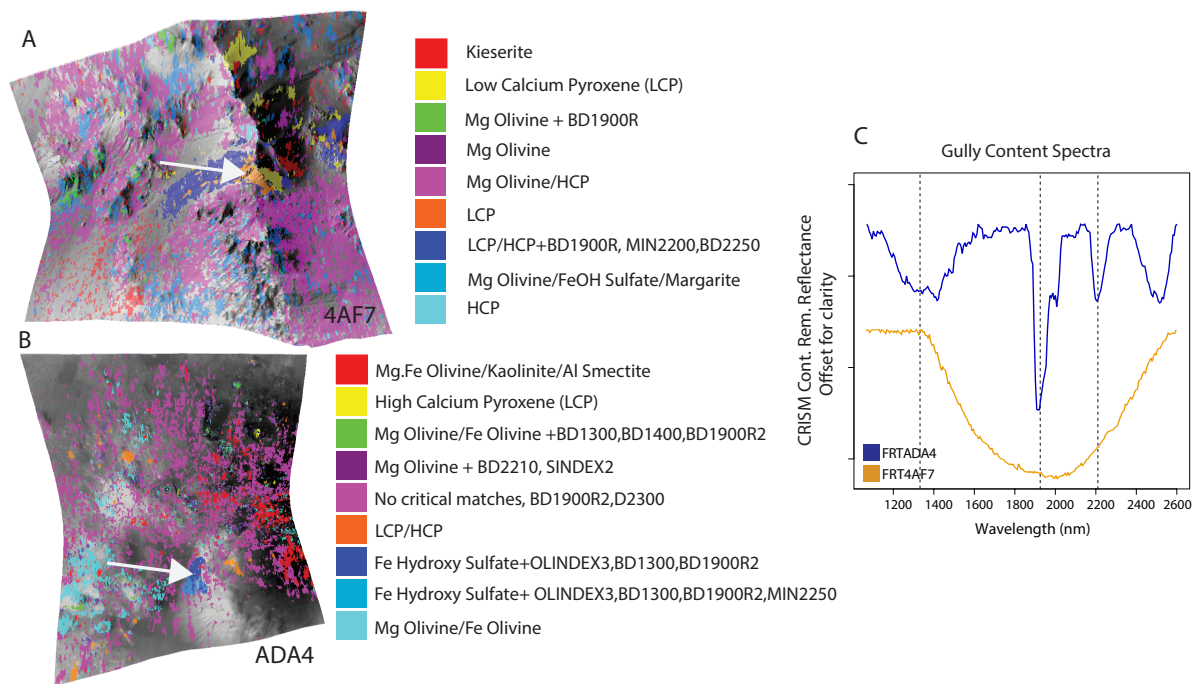 A
Kieserite
Low Calcium Pyroxene (LCP)
Mg Olivine + BD1900R
Mg Olivine
Mg Olivine/HCP
LCP
LCP/HCP+BD1900R, MIN2200,BD2250
Mg Olivine/FeOH Sulfate/Margarite
HCP
4AF7
B
Mg.Fe Olivine/Kaolinite/Al Smectite
High Calcium Pyroxene (LCP)
Mg Olivine/Fe Olivine +BD1300,BD1400,BD1900R2
Mg Olivine + BD2210, SINDEX2
No critical matches, BD1900R2,D2300
LCP/HCP
Fe Hydroxy Sulfate+OLINDEX3,BD1300,BD1900R2
Fe Hydroxy Sulfate+ OLINDEX3,BD1300,BD1900R2,MIN2250
Mg Olivine/Fe Olivine
ADA4
C
Gully Content Spectra
CRISM Cont. Rem. Reflectance
Offset for clarity
FRTADA4
FRT4AF7
1200 1400 1600 1800 2000 2200 2400 2600
Wavelength (nm)